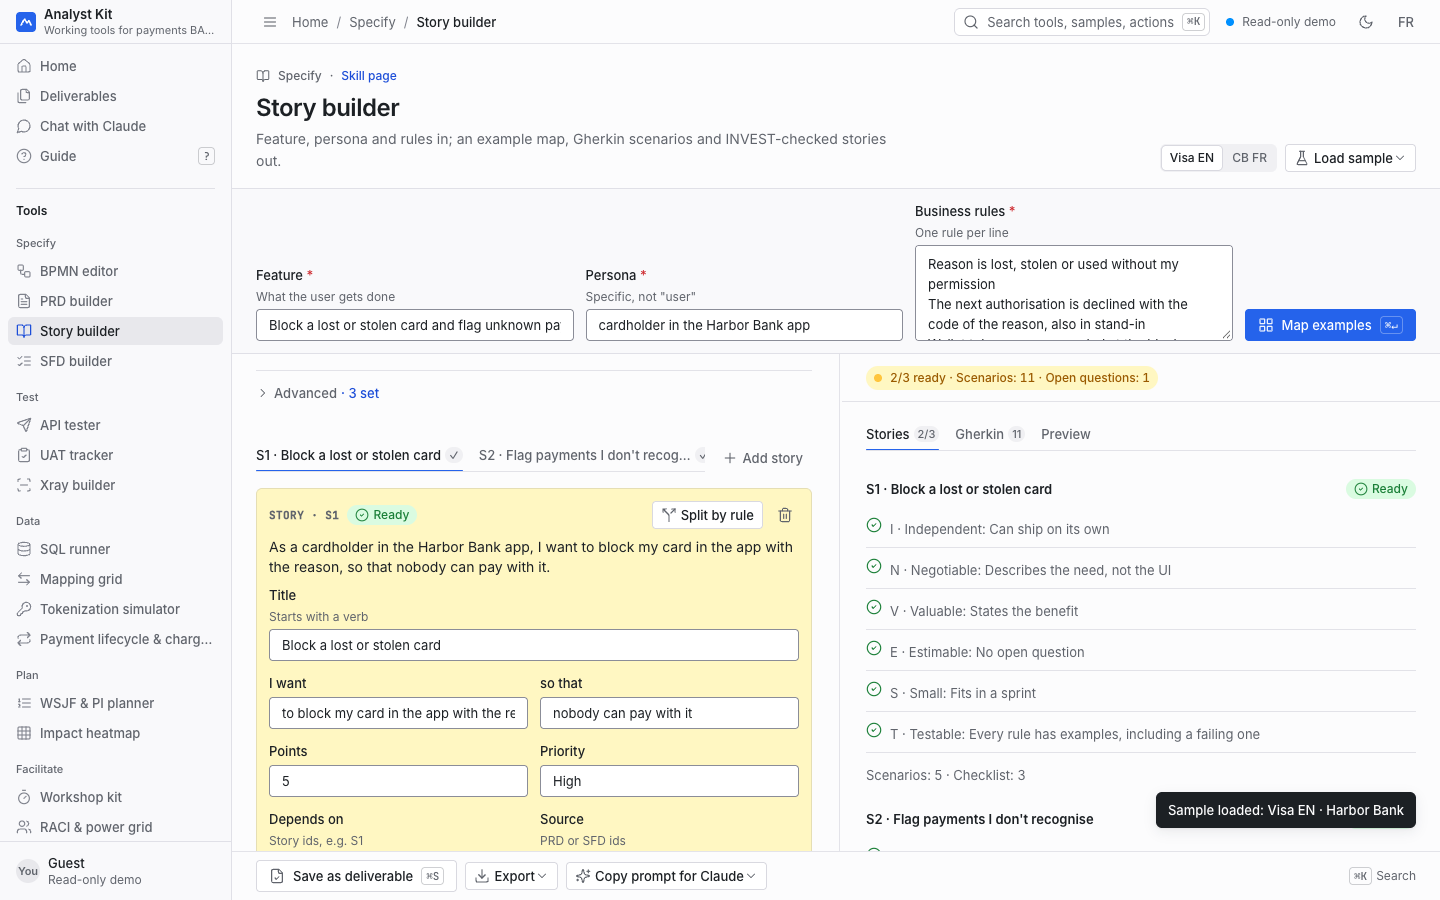 Analyst Kit
Working tools for payments BA...
Home
Deliverables
Chat with Claude
Guide
?
Tools
Specify
BPMN editor
PRD builder
Story builder
SFD builder
Test
API tester
UAT tracker
Xray builder
Data
SQL runner
Mapping grid
Tokenization simulator
Payment lifecycle & charg...
Plan
WSJF & PI planner
Impact heatmap
Facilitate
Workshop kit
RACI & power grid
You
Guest
Read-only demo
Home / Specify / Story builder
Search tools, samples, actions ⌘K
Read-only demo
FR
Specify · Skill page
Story builder
Feature, persona and rules in; an example map, Gherkin scenarios and INVEST-checked stories
out.
Visa EN
CB FR
Load sample
Feature *
What the user gets done
Block a lost or stolen card and flag unknown pa
Persona *
Specific, not "user"
cardholder in the Harbor Bank app
Business rules *
One rule per line
Reason is lost, stolen or used without my
permission
The next authorisation is declined with the
code of the reason, also in stand-in
Map examples ⌘↵
Advanced · 3 set
S1 · Block a lost or stolen card
S2 · Flag payments I don't recog...
Add story
STORY · S1
Ready
Split by rule
As a cardholder in the Harbor Bank app, I want to block my card in the app with
the reason, so that nobody can pay with it.
Title
Starts with a verb
Block a lost or stolen card
I want
so that
to block my card in the app with the re
nobody can pay with it
Points
Priority
5
High
Depends on
Source
Story ids, e.g. S1
PRD or SFD ids
2/3 ready · Scenarios: 11 · Open questions: 1
Stories 2/3
Gherkin 11
Preview
S1 · Block a lost or stolen card
Ready
I · Independent: Can ship on its own
N · Negotiable: Describes the need, not the UI
V · Valuable: States the benefit
E · Estimable: No open question
S · Small: Fits in a sprint
T · Testable: Every rule has examples, including a failing one
Scenarios: 5 · Checklist: 3
S2 · Flag payments I don't recognise
Sample loaded: Visa EN · Harbor Bank
Save as deliverable ⌘S
Export
Copy prompt for Claude
⌘K Search